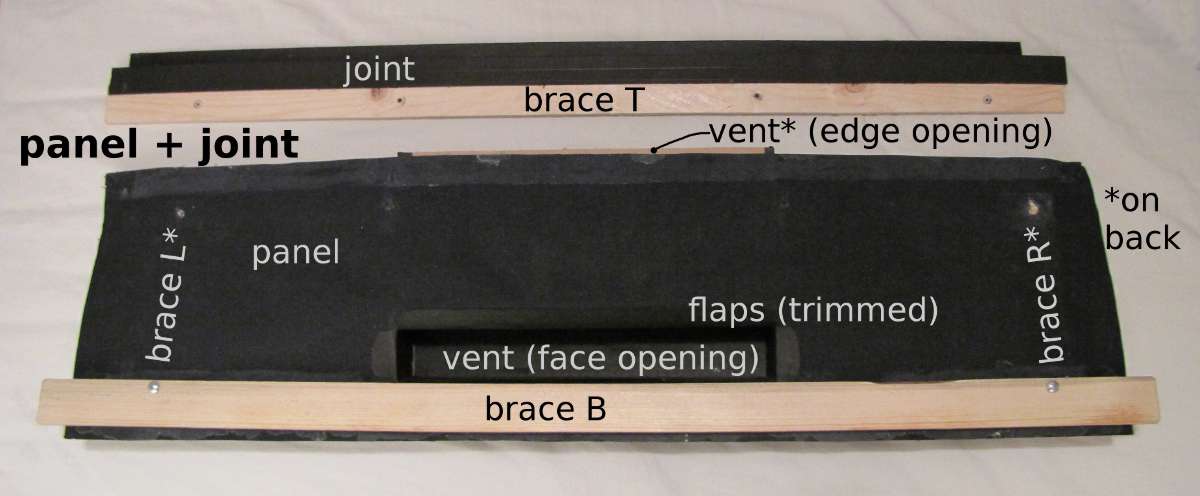 joint
brace T
panel + joint
vent* (edge opening)
*on
back
brace L*
panel
brace R*
flaps (trimmed)
vent (face opening)
brace B